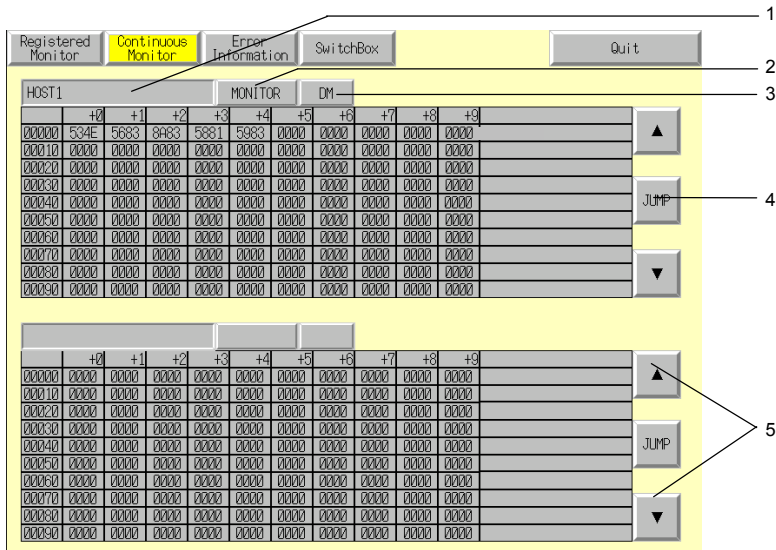 1
Registered Monitor Continuous Monitor Error Information SwitchBox Quit
2
HOST1 MONITOR DM
3
+0 +1 +2 +3 +4 +5 +6 +7 +8 +9
00000 534E 5683 8A83 5881 5983 0000 0000 0000 0000 0000
▲
00010 0000 0000 0000 0000 0000 0000 0000 0000 0000 0000
00020 0000 0000 0000 0000 0000 0000 0000 0000 0000 0000
00030 0000 0000 0000 0000 0000 0000 0000 0000 0000 0000
00040 0000 0000 0000 0000 0000 0000 0000 0000 0000 0000
JUMP 4
00050 0000 0000 0000 0000 0000 0000 0000 0000 0000 0000
00060 0000 0000 0000 0000 0000 0000 0000 0000 0000 0000
00070 0000 0000 0000 0000 0000 0000 0000 0000 0000 0000
00080 0000 0000 0000 0000 0000 0000 0000 0000 0000 0000
▼
00090 0000 0000 0000 0000 0000 0000 0000 0000 0000 0000
+0 +1 +2 +3 +4 +5 +6 +7 +8 +9
00000 0000 0000 0000 0000 0000 0000 0000 0000 0000 0000
▲
00010 0000 0000 0000 0000 0000 0000 0000 0000 0000 0000
00020 0000 0000 0000 0000 0000 0000 0000 0000 0000 0000
00030 0000 0000 0000 0000 0000 0000 0000 0000 0000 0000
5
00040 0000 0000 0000 0000 0000 0000 0000 0000 0000 0000
JUMP
00050 0000 0000 0000 0000 0000 0000 0000 0000 0000 0000
00060 0000 0000 0000 0000 0000 0000 0000 0000 0000 0000
00070 0000 0000 0000 0000 0000 0000 0000 0000 0000 0000
00080 0000 0000 0000 0000 0000 0000 0000 0000 0000 0000
▼
00090 0000 0000 0000 0000 0000 0000 0000 0000 0000 0000